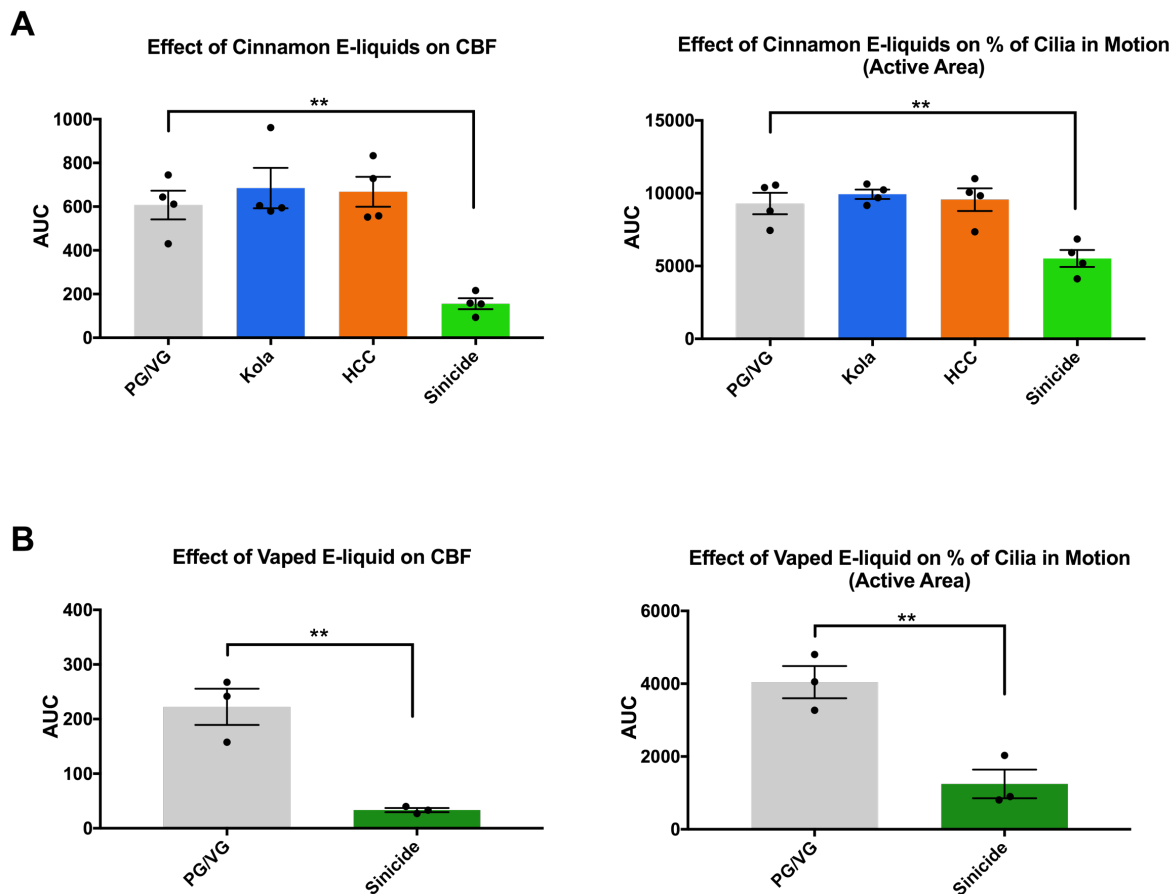 A
Effect of Cinnamon E-liquids on CBF
**
1000
800
600
400
200
0
AUC
PG/VG
Kola
HCC
Sinicide
Effect of Cinnamon E-liquids on % of Cilia in Motion
(Active Area)
**
15000
10000
5000
0
AUC
PG/VG
Kola
HCC
Sinicide
B
Effect of Vaped E-liquid on CBF
**
400
300
200
100
0
AUC
PG/VG
Sinicide
Effect of Vaped E-liquid on % of Cilia in Motion
(Active Area)
**
6000
4000
2000
0
AUC
PG/VG
Sinicide